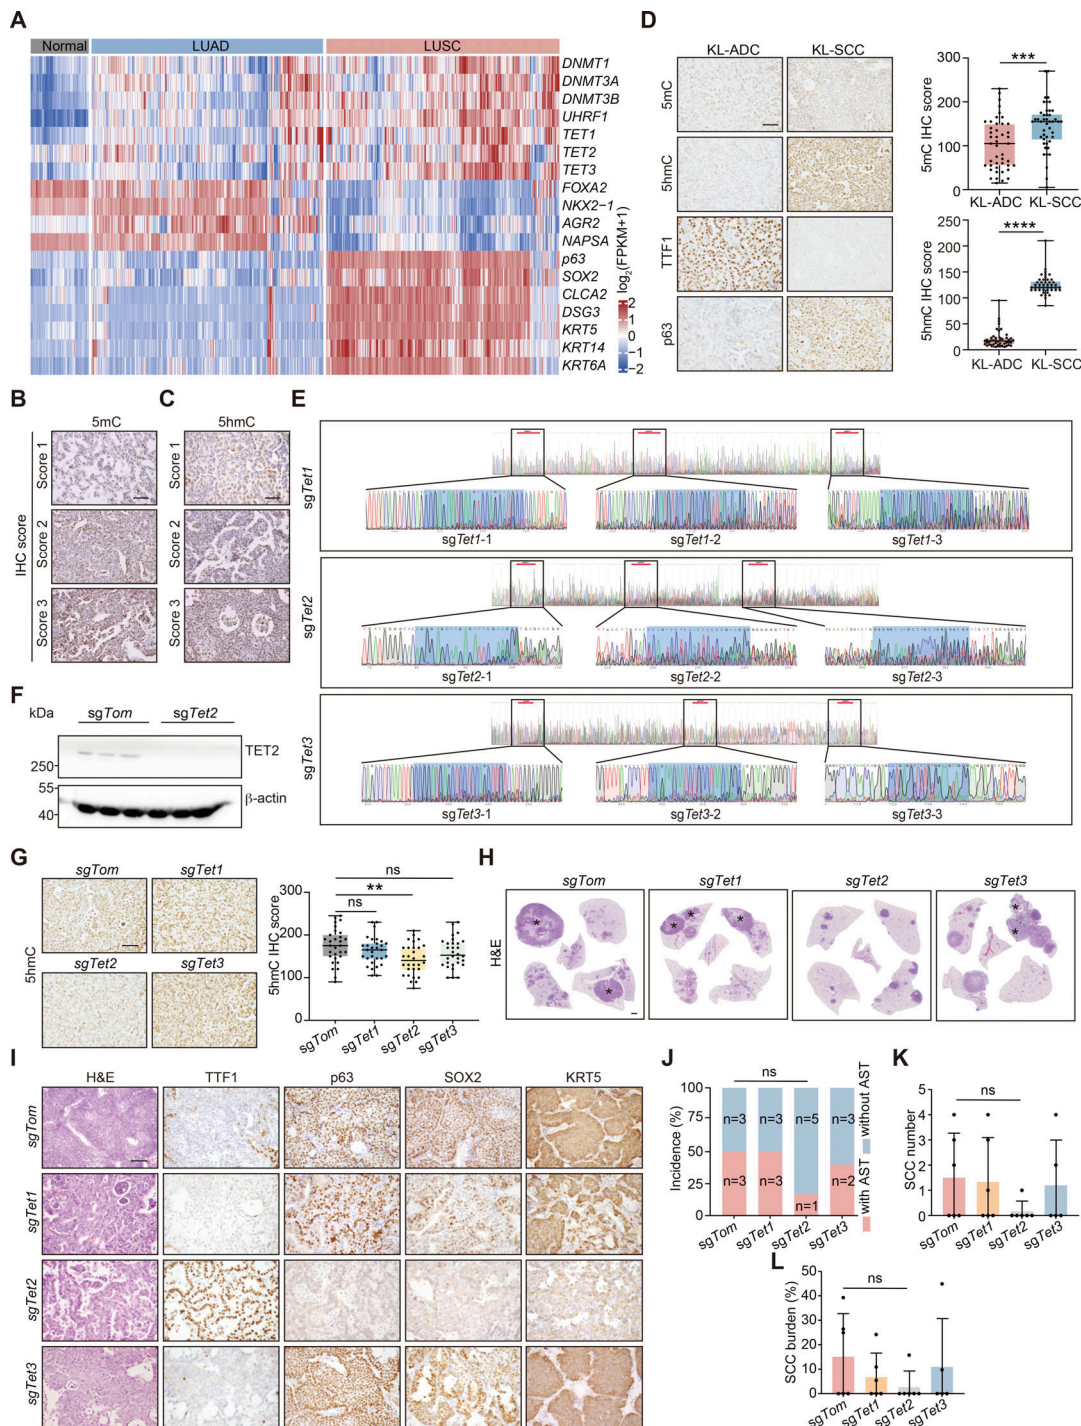 A
Normal
LUAD
LUSC
DNMT1
DNMT3A
DNMT3B
UHRF1
TET1
TET2
TET3
FOXA2
NKX2-1
AGR2
NAPSA
p63
SOX2
CLCA2
DSG3
KRT5
KRT14
KRT6A
log2(FPKM+1)
2
1
0
-1
-2
D
KL-ADC
KL-SCC
5mC
5hmC
TTF1
p63
***
5mC IHC score
300
200
100
0
KL-ADC
KL-SCC
****
5hmC IHC score
250
200
150
100
50
0
KL-ADC
KL-SCC
B
5mC
IHC score
Score 1
Score 2
Score 3
C
5hmC
Score 1
Score 2
Score 3
E
sgTet1
sgTet1-1
sgTet1-2
sgTet1-3
sgTet2
sgTet2-1
sgTet2-2
sgTet2-3
sgTet3
sgTet3-1
sgTet3-2
sgTet3-3
F
kDa
sgTom
sgTet2
250
TET2
55
40
β-actin
G
sgTom
sgTet1
5hmC
sgTet2
sgTet3
ns
**
ns
5hmC IHC score
300
200
100
0
sgTom
sgTet1
sgTet2
sgTet3
H
sgTom
sgTet1
sgTet2
sgTet3
H&E
*
*
*
*
*
*
I
H&E
TTF1
p63
SOX2
KRT5
sgTom
sgTet1
sgTet2
sgTet3
J
ns
Incidence (%)
100
75
50
25
0
n=3
n=3
n=5
n=3
n=3
n=3
n=1
n=2
without AST
with AST
sgTom
sgTet1
sgTet2
sgTet3
K
ns
SCC number
5
4
3
2
1
0
sgTom
sgTet1
sgTet2
sgTet3
L
ns
SCC burden (%)
50
40
30
20
10
0
sgTom
sgTet1
sgTet2
sgTet3